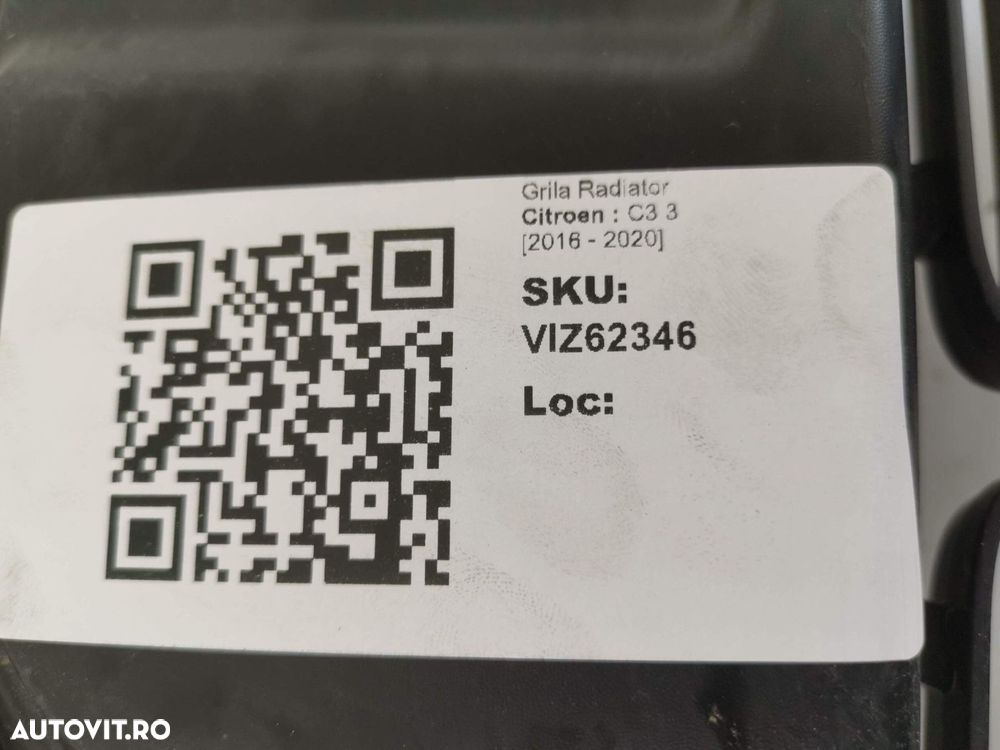 Grila Radiator
Citroen : C3 3
[2016 - 2020]
SKU:
VIZ62346
Loc:
AUTOVIT.RO